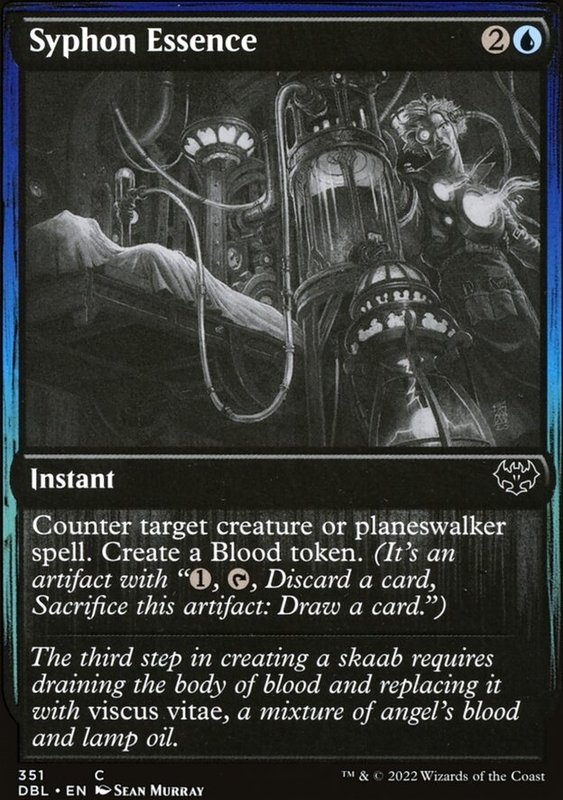 Syphon Essence 2
Instant
Counter target creature or planeswalker
spell. Create a Blood token. (It's an
artifact with “1, , Discard a card,
Sacrifice this artifact: Draw a card.”)
The third step in creating a skaab requires
draining the body of blood and replacing it
with viscus vitae, a mixture of angel's blood
and lamp oil.
351 C
DBL • EN Sean Murray
™ & © 2022 Wizards of the Coast